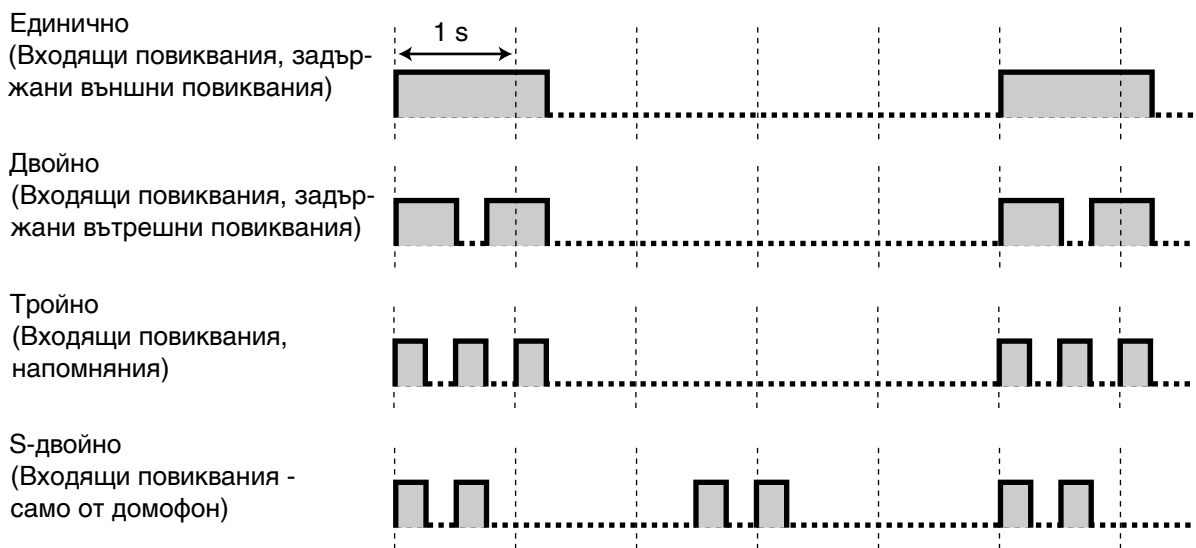 Единично
(Входящи повиквания, задър-
жани външни повиквания)
1 s
Двойно
(Входящи повиквания, задър-
жани вътрешни повиквания)
Тройно
(Входящи повиквания,
напомняния)
S-двойно
(Входящи повиквания -
само от домофон)